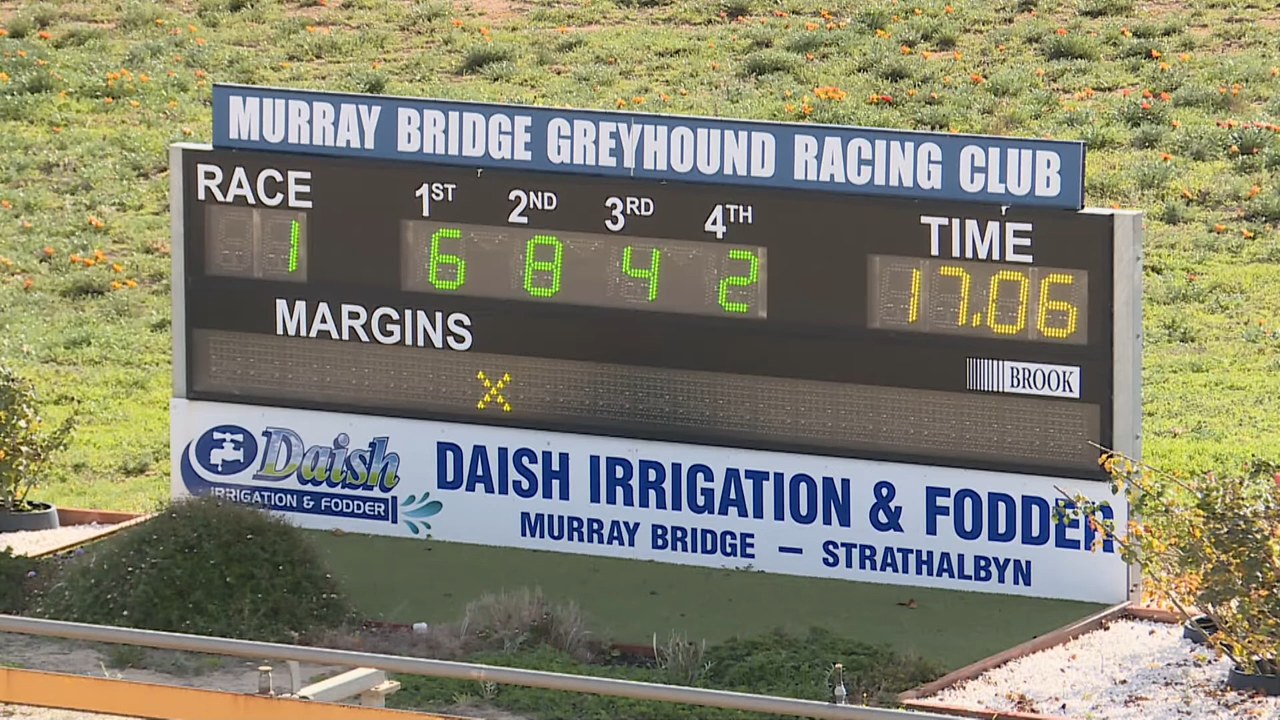 MURRAY BRIDGE GREYHOUND RACING CLUB
RACE 1ST 2ND 3RD 4TH TIME
1 6 8 4 2 17.06
MARGINS
X
BROOK
Daish
IRRIGATION & FODDER
DAISH IRRIGATION & FODDER
MURRAY BRIDGE – STRATHALBYN